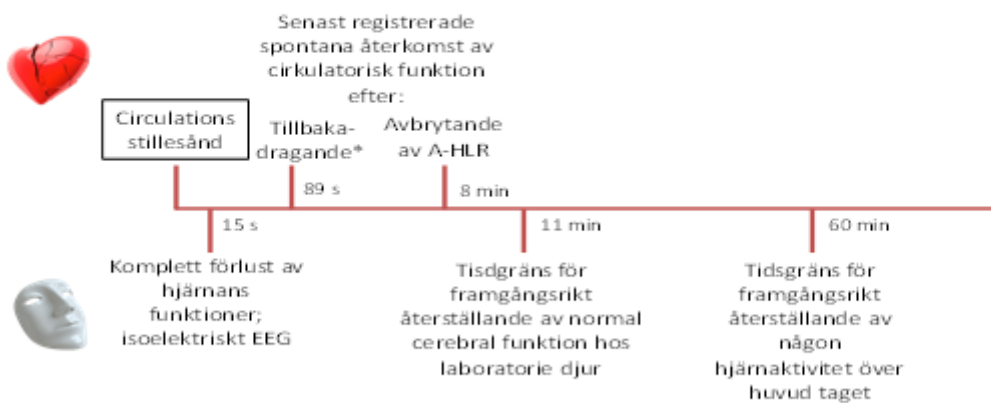 Senast registrerade
spontana återkomst av
cirkulatorisk funktion
efter:
Circulations
stillesånd
Tillbaka-
dragande*
Avbrytande
av A-HLR
89 s
8 min
15 s
11 min
60 min
Komplett förlust av
hjärnans
funktioner;
isoelektriskt EEG
Tisdgräns för
framgångsrikt
återställande av normal
cerebral funktion hos
laboratorie djur
Tidsgräns för
framgångsrikt
återställande av
någon
hjärnaktivitet över
huvud taget